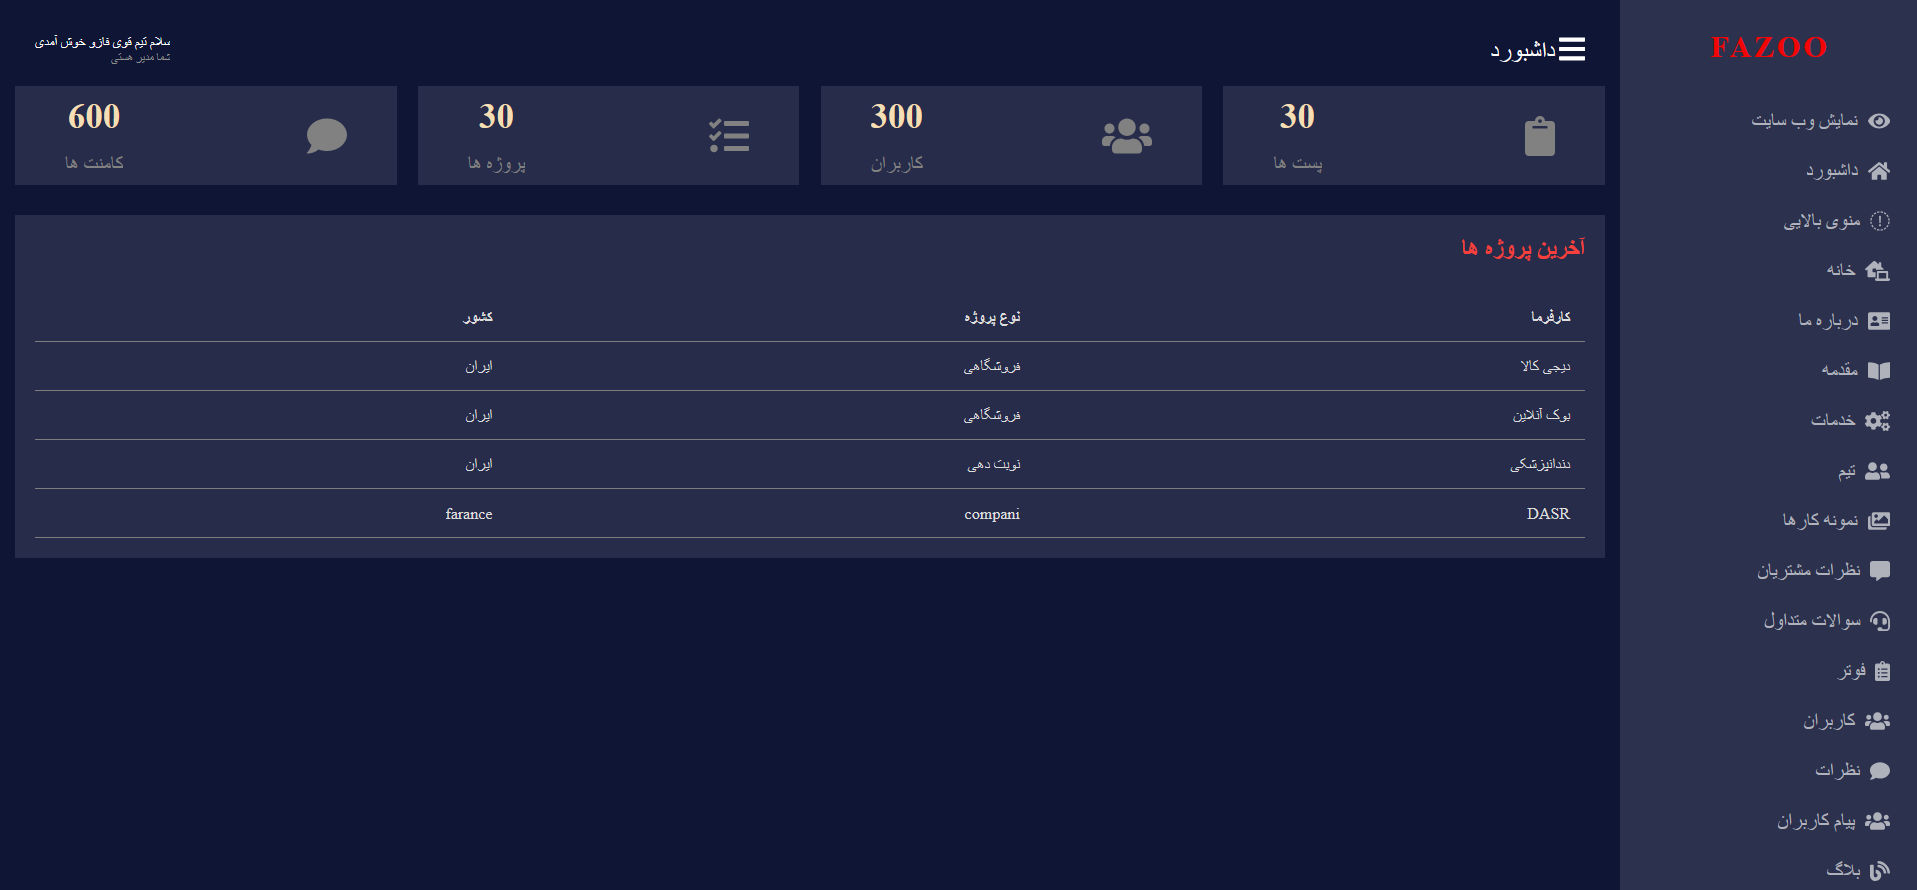 FAZOO
نمایش وب سایت
داشبورد
منوی بالایی
خانه
درباره ما
مقدمه
خدمات
تیم
نمونه کارها
نظرات مشتریان
سوالات متداول
فوتر
کاربران
نظرات
پیام کاربران
بلاگ
داشبورد
سلام تیم قوی فازو خوش آمدی
شما مدیر هستی
30
پست ها
300
کاربران
30
پروژه ها
600
کامنت ها
آخرین پروژه ها
کارفرما نوع پروژه کشور
دیجی کالا فروشگاهی ایران
بوک آنلاین فروشگاهی ایران
دندانپزشکی نوبت دهی ایران
DASR compani farance